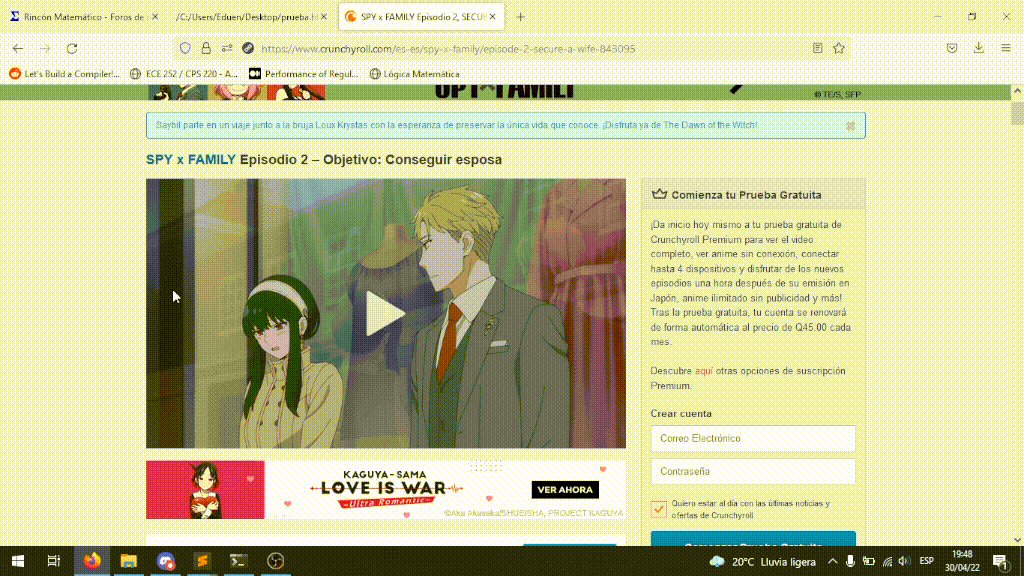 Rincón Matemático - Foros de
/C:/Users/Eduen/Desktop/prueba.ht
SPY x FAMILY Episodio 2, SECUR
https://www.crunchyroll.com/es-es/spy-x-family/episode-2-secure-a-wife-843095
Let's Build a Compiler!...
ECE 252 / CPS 220 - A...
Performance of Regul...
Lógica Matemática
SPY×FAMILY
© TE/S, SFP
Saybil parte en un viaje junto a la bruja Loux Krystas con la esperanza de preservar la única vida que conoce. ¡Disfruta ya de The Dawn of the Witch!
SPY x FAMILY Episodio 2 – Objetivo: Conseguir esposa
Comienza tu Prueba Gratuita
¡Da inicio hoy mismo a tu prueba gratuita de
Crunchyroll Premium para ver el video
completo, ver anime sin conexión, conectar
hasta 4 dispositivos y disfrutar de los nuevos
episodios una hora después de su emisión en
Japón, anime ilimitado sin publicidad y más!
Tras la prueba gratuita, tu cuenta se renovará
de forma automática al precio de Q45.00 cada
mes.
Descubre aquí otras opciones de suscripción
Premium.
Crear cuenta
Correo Electrónico
Contraseña
Quiero estar al día con las últimas noticias y
ofertas de Crunchyroll
Comenzar Prueba Gratuita
KAGUYA-SAMA
LOVE IS WAR
-Ultra Romantic-
VER AHORA
©Aka Akasaka/SHUEISHA, PROJECT KAGUYA
20°C Lluvia ligera
ESP
19:48
30/04/22
1